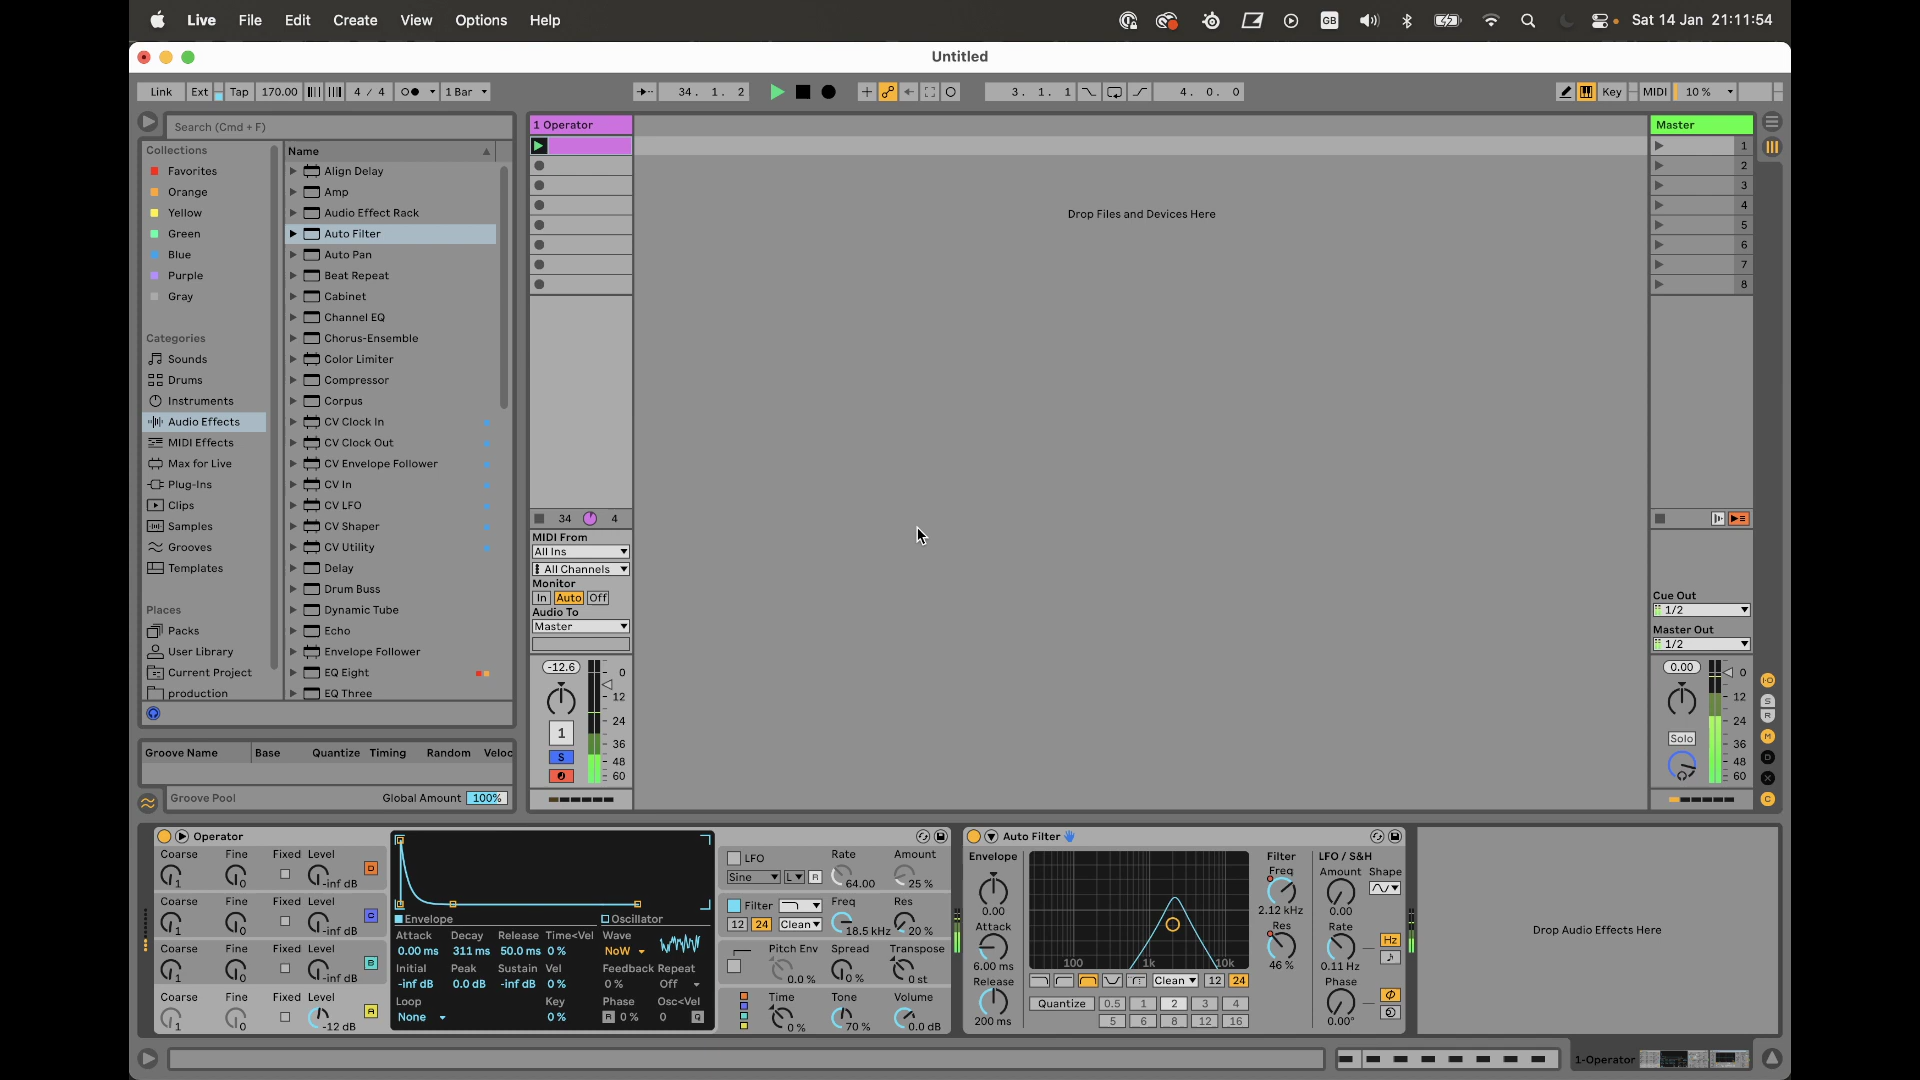 Live File Edit Create View Options Help GB Sat 14 Jan 21:11:54
Untitled
Link Ext Tap 170.00 4 / 4 1 Bar 34. 1. 2 3. 1. 1 4. 0. 0 Key MIDI 10 %
Search (Cmd + F)
Collections
Favorites
Orange
Yellow
Green
Blue
Purple
Gray
Categories
Sounds
Drums
Instruments
Audio Effects
MIDI Effects
Max for Live
Plug-Ins
Clips
Samples
Grooves
Templates
Places
Packs
User Library
Current Project
production
Name
Align Delay
Amp
Audio Effect Rack
Auto Filter
Auto Pan
Beat Repeat
Cabinet
Channel EQ
Chorus-Ensemble
Color Limiter
Compressor
Corpus
CV Clock In
CV Clock Out
CV Envelope Follower
CV In
CV LFO
CV Shaper
CV Utility
Delay
Drum Buss
Dynamic Tube
Echo
Envelope Follower
EQ Eight
EQ Three
Groove Name Base Quantize Timing Random Veloc
Groove Pool Global Amount 100%
1 Operator
34 4
MIDI From
All Ins
All Channels
Monitor
In Auto Off
Audio To
Master
-12.6 0
12
24
36
48
60
1
S
Drop Files and Devices Here
Master
1
2
3
4
5
6
7
8
Cue Out
1/2
Master Out
1/2
0.00 0
12
24
36
48
60
Solo
I·O
S
R
M
D
X
C
Operator
Coarse Fine Fixed Level
1 0 -inf dB D
Coarse Fine Fixed Level
1 0 -inf dB C
Coarse Fine Fixed Level
1 0 -inf dB B
Coarse Fine Fixed Level
1 0 -12 dB A
Envelope Oscillator
Attack Decay Release Time<Vel Wave
0.00 ms 311 ms 50.0 ms 0 % NoW
Initial Peak Sustain Vel Feedback Repeat
-inf dB 0.0 dB -inf dB 0 % 0 % Off
Loop Key Phase Osc<Vel
None 0 % R 0 % 0 Q
LFO Rate Amount
Sine L R 64.00 25 %
Filter Freq Res
12 24 Clean 18.5 kHz 20 %
Pitch Env Spread Transpose
0.0 % 0 % 0 st
Time Tone Volume
0 % 70 % 0.0 dB
Auto Filter
Envelope
0.00
Attack
6.00 ms
Release
200 ms
100 1k 10k
Clean 12 24
Quantize 0.5 1 2 3 4
5 6 8 12 16
Filter
Freq
2.12 kHz
Res
46 %
LFO / S&H
Amount Shape
0.00
Rate
0.11 Hz Hz
Phase
0.00°
Drop Audio Effects Here
1-Operator